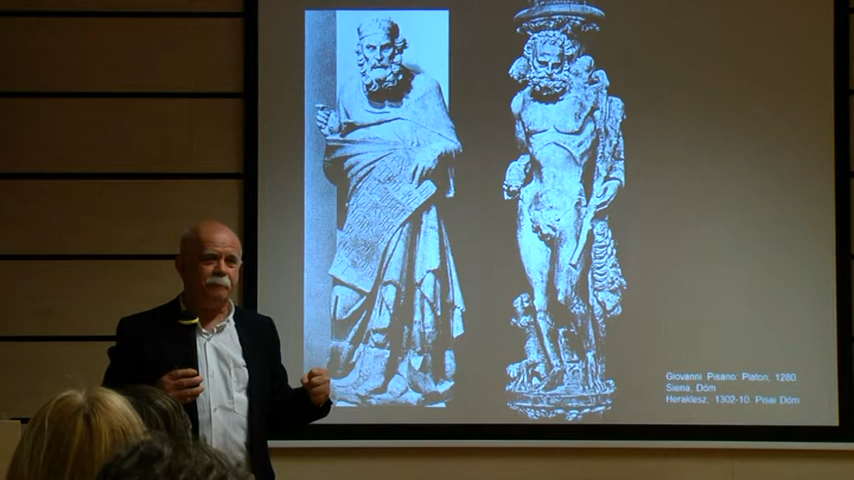 Giovanni Pisano: Platon, 1280
Siena, Dóm
Heraklesz, 1302-10 Pisai Dóm